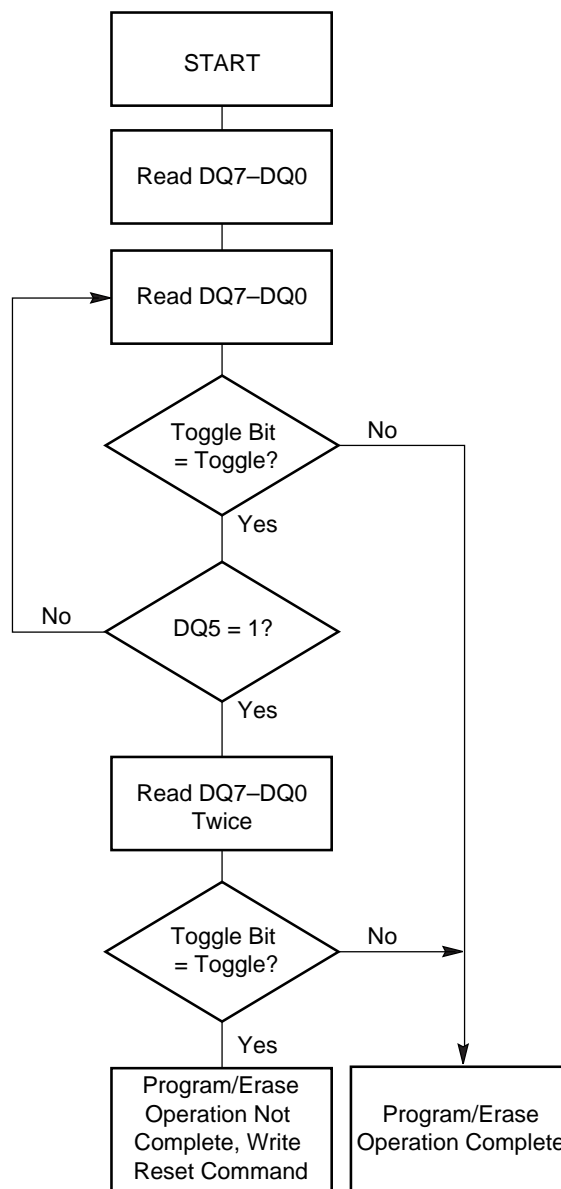 START
Read DQ7–DQ0
Read DQ7–DQ0
Toggle Bit
= Toggle?
No
Yes
No
DQ5 = 1?
Yes
Read DQ7–DQ0
Twice
Toggle Bit
= Toggle?
No
Yes
Program/Erase
Operation Not
Complete, Write
Reset Command
Program/Erase
Operation Complete